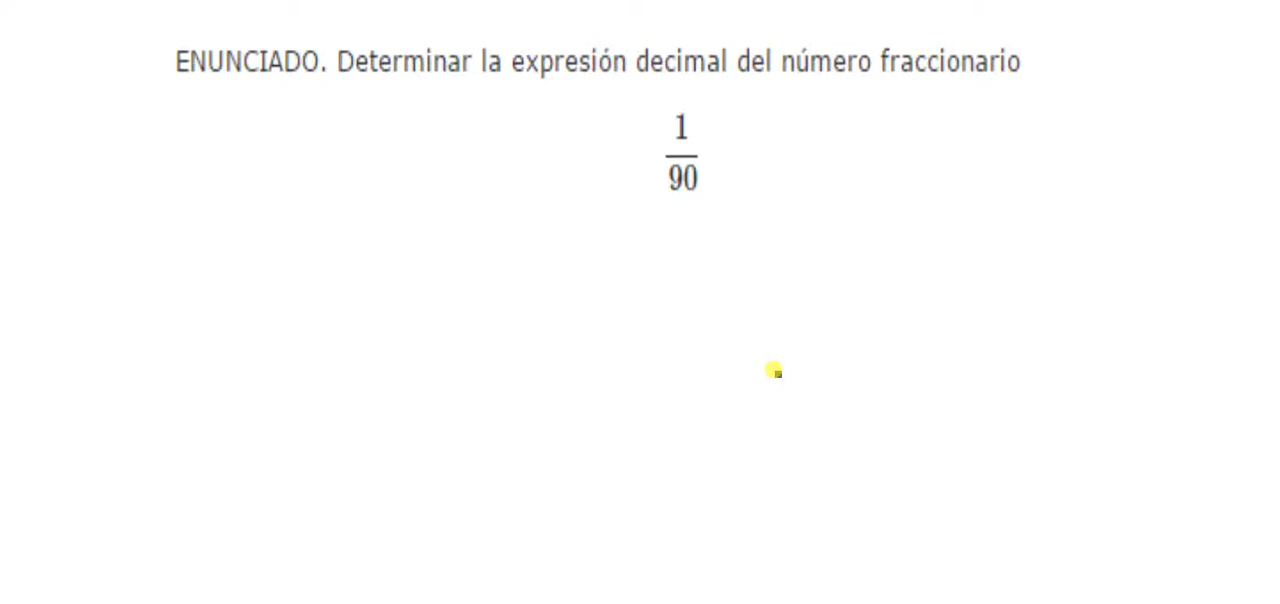 ENUNCIADO. Determinar la expresión decimal del número fraccionario
1
90